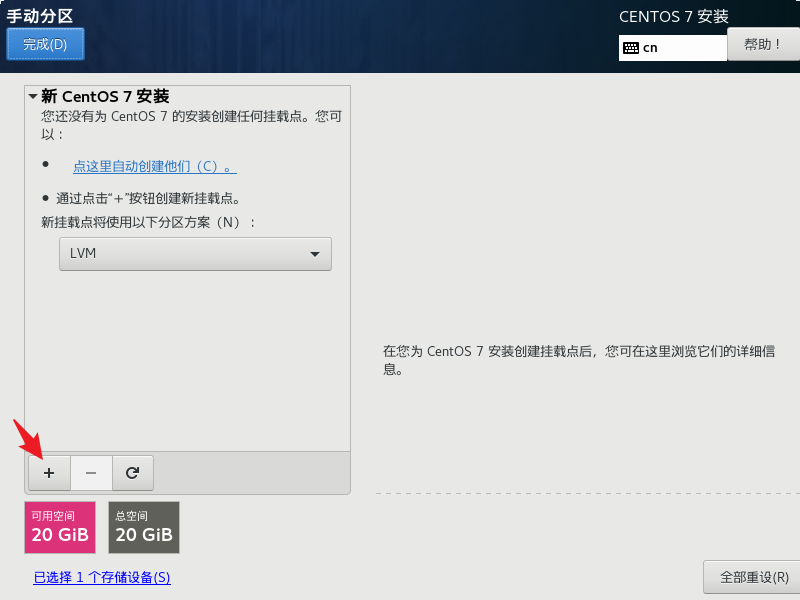 手动分区
CENTOS 7 安装
完成(D)
cn
帮助！
新 CentOS 7 安装
您还没有为 CentOS 7 的安装创建任何挂载点。您可
以：
点这里自动创建他们（C）。
通过点击“+”按钮创建新挂载点。
新挂载点将使用以下分区方案（N）：
LVM
在您为 CentOS 7 安装创建挂载点后，您可在这里浏览它们的详细信
息。
+ −
可用空间
20 GiB
总空间
20 GiB
已选择 1 个存储设备(S)
全部重设(R)